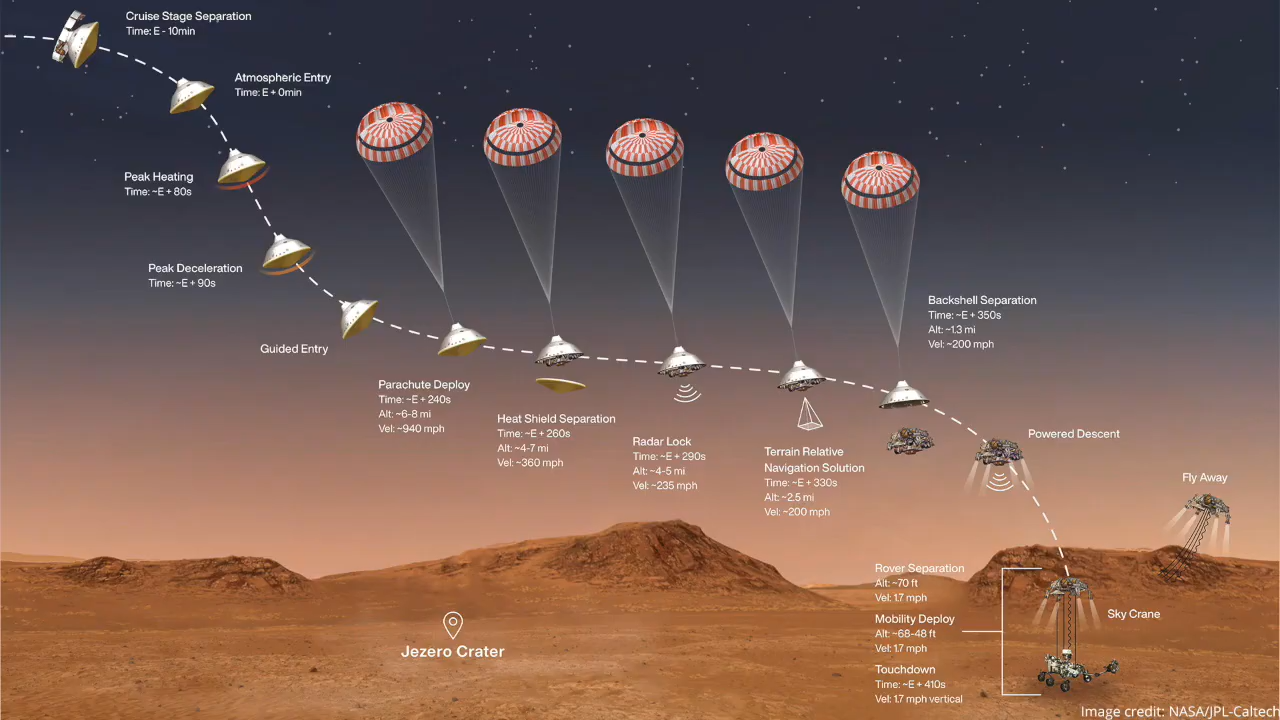 Cruise Stage Separation
Time: E - 10min
Atmospheric Entry
Time: E + 0min
Peak Heating
Time: ~E + 80s
Peak Deceleration
Time: ~E + 90s
Guided Entry
Parachute Deploy
Time: ~E + 240s
Alt: ~6-8 mi
Vel: ~940 mph
Heat Shield Separation
Time: ~E + 260s
Alt: ~4-7 mi
Vel: ~360 mph
Radar Lock
Time: ~E + 290s
Alt: ~4-5 mi
Vel: ~235 mph
Terrain Relative
Navigation Solution
Time: ~E + 330s
Alt: ~2.5 mi
Vel: ~200 mph
Backshell Separation
Time: ~E + 350s
Alt: ~1.3 mi
Vel: ~200 mph
Powered Descent
Fly Away
Rover Separation
Alt: ~70 ft
Vel: 1.7 mph
Mobility Deploy
Alt: ~68-48 ft
Vel: 1.7 mph
Touchdown
Time: ~E + 410s
Vel: 1.7 mph vertical
Sky Crane
Jezero Crater
Image credit: NASA/JPL-Caltech